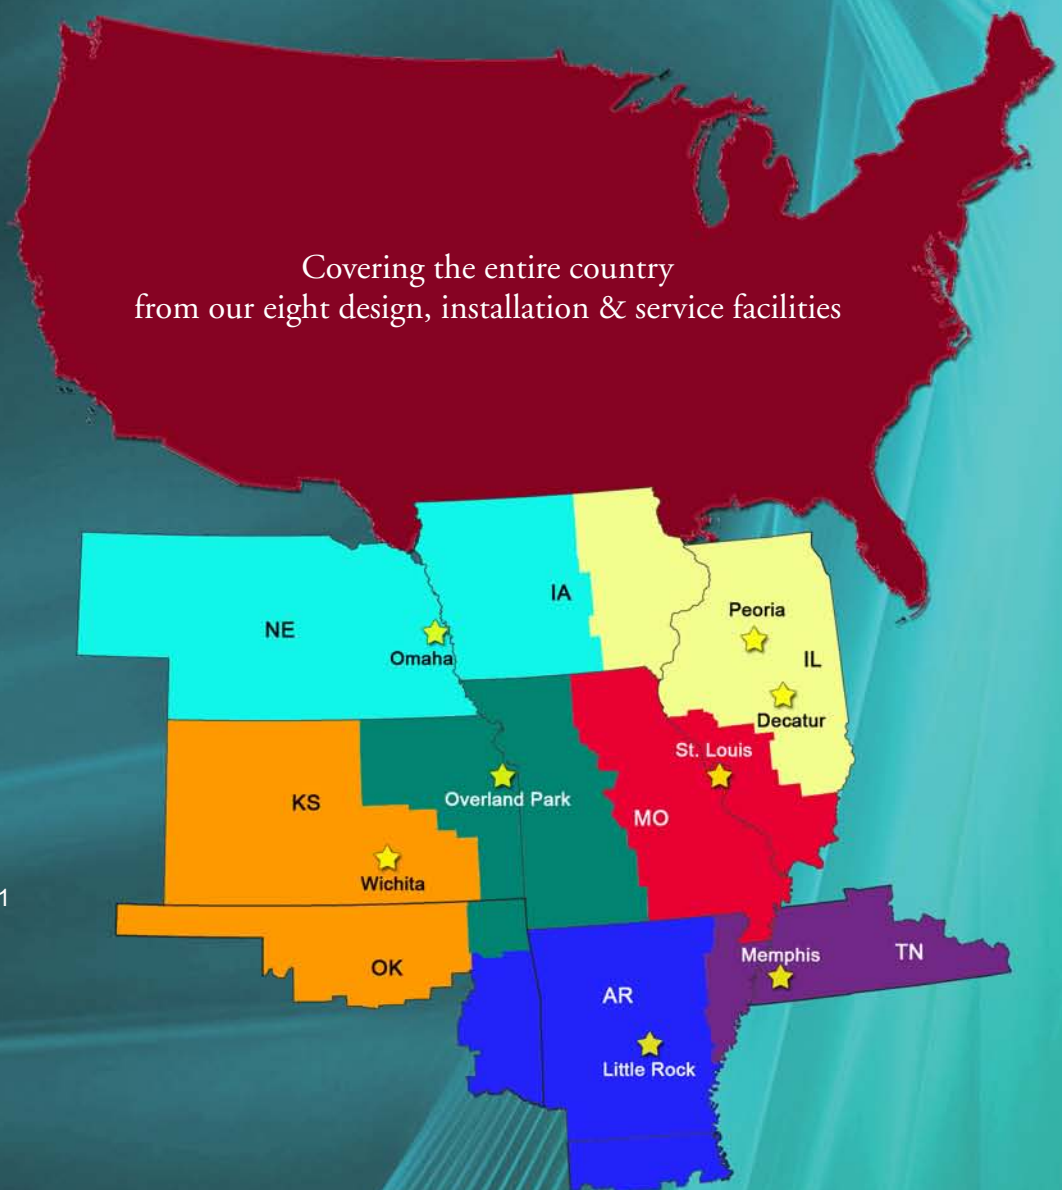 Covering the entire country
from our eight design, installation & service facilities
IA
Peoria
NE
IL
Omaha
Decatur
St. Louis
KS
Overland Park
MO
Wichita
1
TN
Memphis
OK
AR
Little Rock